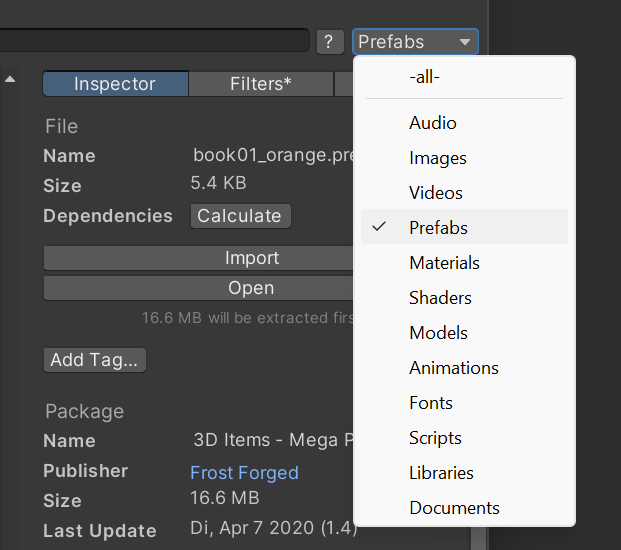 ? Prefabs
Inspector Filters*
File
Name book01_orange.pre
Size 5.4 KB
Dependencies Calculate
Import
Open
16.6 MB will be extracted firs
Add Tag...
Package
Name 3D Items - Mega P
Publisher Frost Forged
Size 16.6 MB
Last Update Di, Apr 7 2020 (1.4)
-all-
Audio
Images
Videos
Prefabs
Materials
Shaders
Models
Animations
Fonts
Scripts
Libraries
Documents